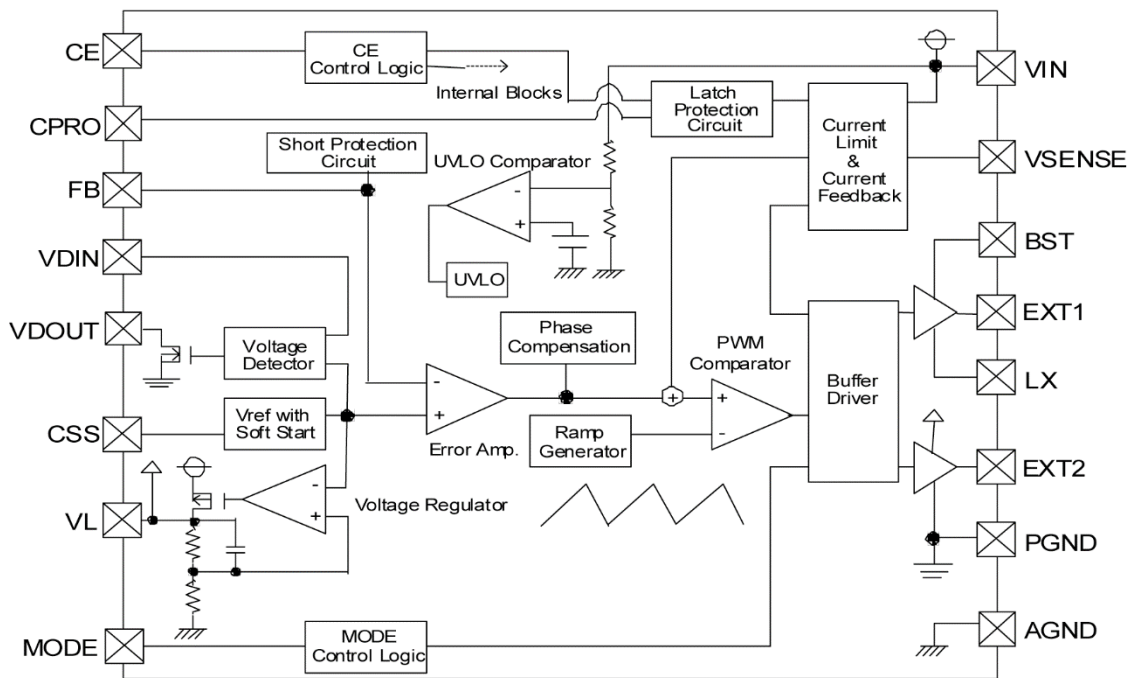 CE
CE
Control Logic
Internal Blocks
VIN
CPRO
Latch
Protection
Circuit
Current
Limit
&
Current
Feedback
VSENSE
Short Protection
Circuit
UVLO Comparator
FB
-
+
BST
VDIN
UVLO
EXT1
VDOUT
Voltage
Detector
Phase
Compensation
PWM
Comparator
Buffer
Driver
LX
-
+
+
+
-
CSS
Vref with
Soft Start
Error Amp.
Ramp
Generator
EXT2
-
+
Voltage Regulator
VL
PGND
MODE
MODE
Control Logic
AGND